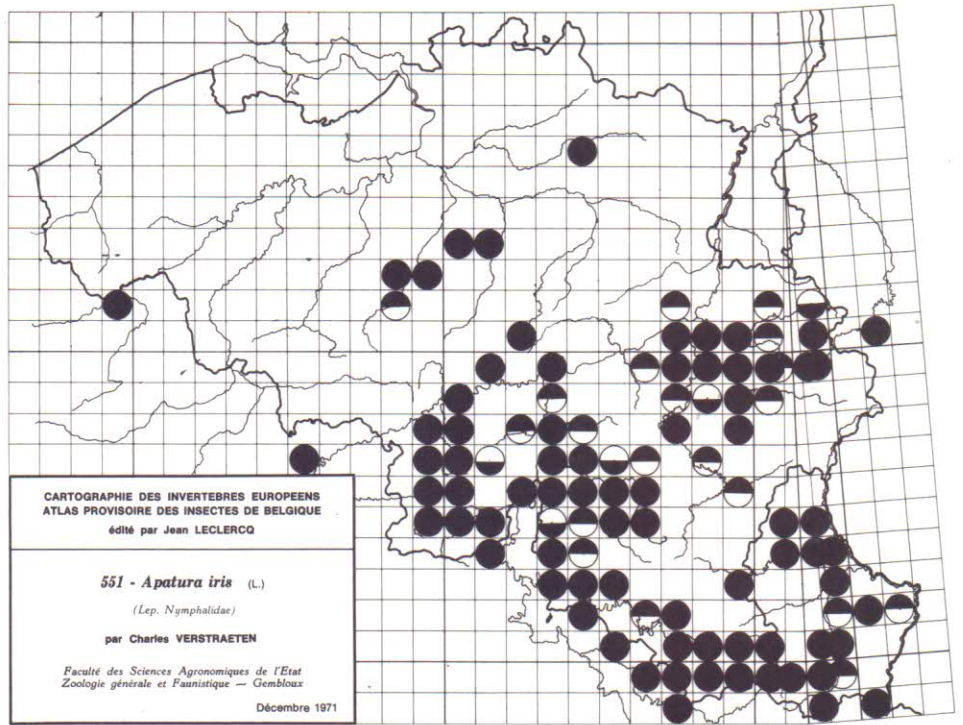 CARTOGRAPHIE DES INVERTEBRES EUROPEENS
ATLAS PROVISOIRE DES INSECTES DE BELGIQUE
édité par Jean LECLERCQ
551 - Apatura iris (L.)
(Lep. Nymphalidae)
par Charles VERSTRAETEN
Faculté des Sciences Agronomiques de l'Etat
Zoologie générale et Faunistique — Gembloux
Décembre 1971